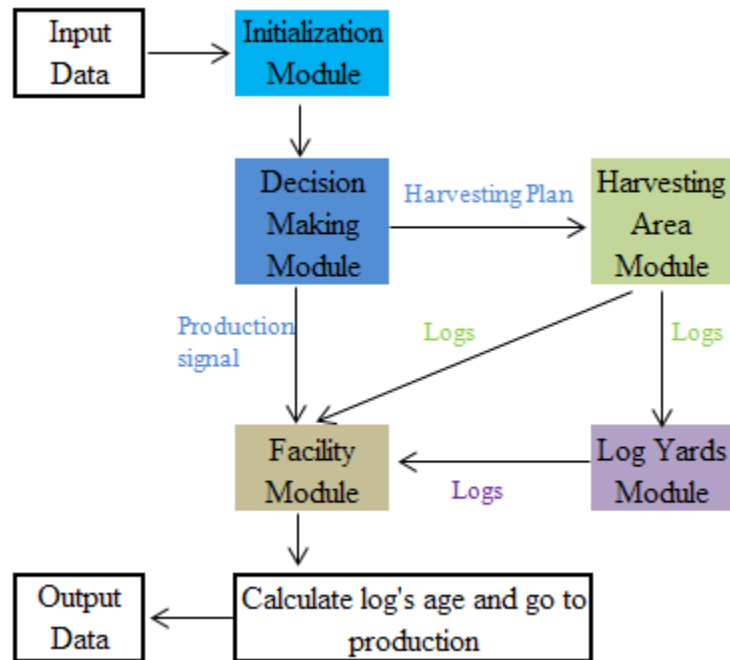 Input
Data
Initialization
Module
Decision
Making
Module
Harvesting Plan
Harvesting
Area
Module
Production
signal
Logs
Logs
Facility
Module
Logs
Log Yards
Module
Output
Data
Calculate log's age and go to
production